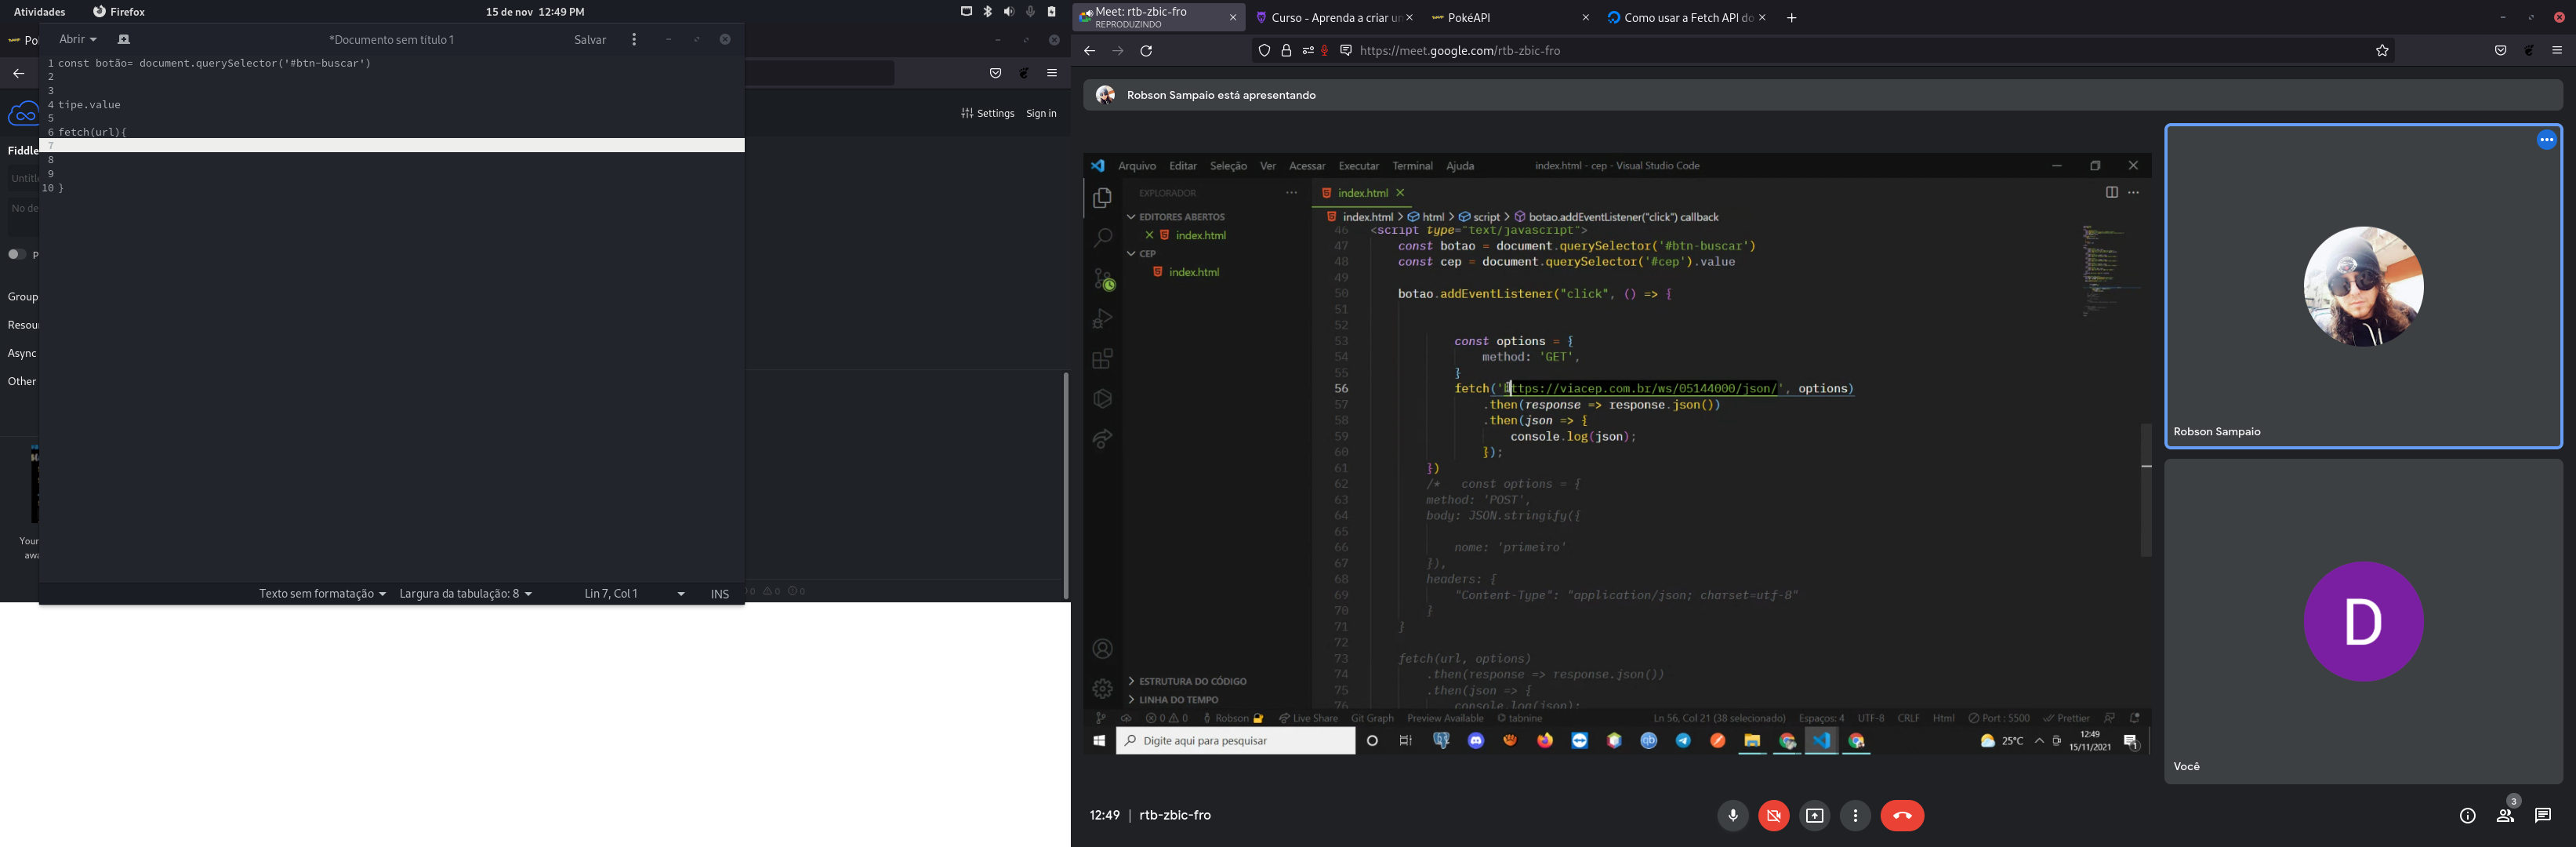 Atividades
Firefox
15 de nov 12:49 PM
Abrir
*Documento sem título 1
Salvar
1 const botão= document.querySelector('#btn-buscar')
2
3
4 tipe.value
5
6 fetch(url){
7
8
9
10 }
Texto sem formatação
Largura da tabulação: 8
Lin 7, Col 1
INS
Po
Settings
Sign in
Fiddle
Untitl
No de
P
Group
Resou
Async
Other
Your
awa
0
0
0
Meet: rtb-zbic-fro
REPRODUZINDO
Curso - Aprenda a criar un
PokéAPI
Como usar a Fetch API do
https://meet.google.com/rtb-zbic-fro
Robson Sampaio está apresentando
Arquivo Editar Seleção Ver Acessar Executar Terminal Ajuda
index.html - cep - Visual Studio Code
EXPLORADOR
EDITORES ABERTOS
index.html
CEP
index.html
ESTRUTURA DO CÓDIGO
LINHA DO TEMPO
index.html
index.html > html > script > botao.addEventListener("click") callback
46 <script type="text/javascript">
47 const botao = document.querySelector('#btn-buscar')
48 const cep = document.querySelector('#cep').value
49
50 botao.addEventListener("click", () => {
51
52
53 const options = {
54 method: 'GET',
55 }
56 fetch('https://viacep.com.br/ws/05144000/json/', options)
57 .then(response => response.json())
58 .then(json => {
59 console.log(json);
60 });
61 })
62 /* const options = {
63 method: 'POST',
64 body: JSON.stringify({
65
66 nome: 'primeiro'
67 }),
68 headers: {
69 "Content-Type": "application/json; charset=utf-8"
70 }
71 }
72
73 fetch(url, options)
74 .then(response => response.json())
75 .then(json => {
76 console.log(json);
0 0 Robson Live Share Git Graph Preview Available tabnine
Ln 56, Col 21 (38 selecionado) Espaços: 4 UTF-8 CRLF Html Port : 5500 Prettier
Digite aqui para pesquisar
25°C
12:49
15/11/2021
1
Robson Sampaio
D
Você
12:49 | rtb-zbic-fro
3